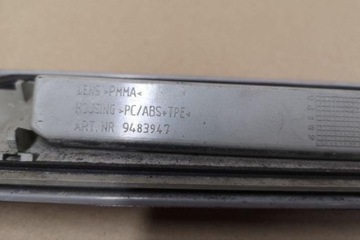 LENS >PMMA<
HOUSING >PC/ABS+TPE<
ART. NR 9483947